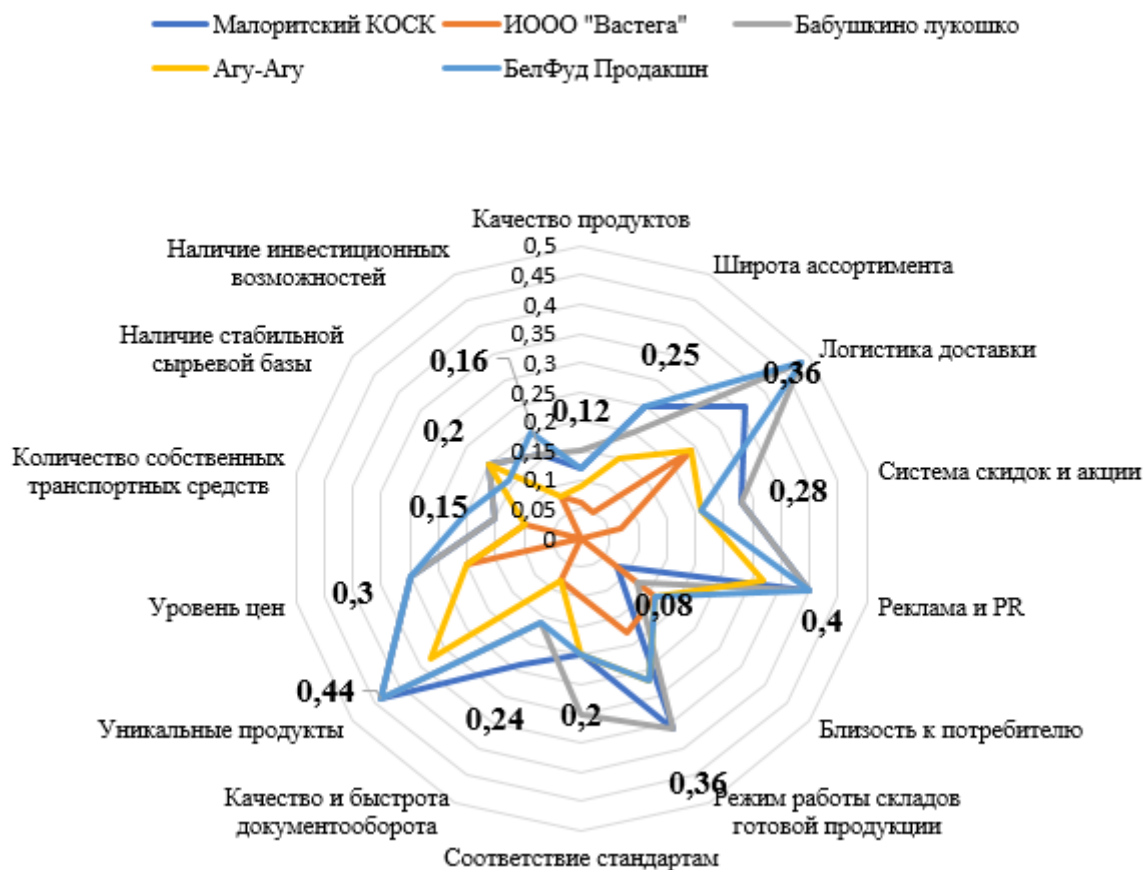 Малоритский КОСК
ИООО "Вастега"
Бабушкино лукошко
Агу-Агу
БелФуд Продакшн
Качество продуктов
Широта ассортимента
Логистика доставки
Система скидок и акции
Реклама и PR
Близость к потребителю
Режим работы складов
готовой продукции
Соответствие стандартам
Качество и быстрота
документооборота
Уникальные продукты
Уровень цен
Количество собственных
транспортных средств
Наличие стабильной
сырьевой базы
Наличие инвестиционных
возможностей
0,5
0,45
0,4
0,35
0,3
0,25
0,2
0,15
0,1
0,05
0
0,12
0,25
0,36
0,28
0,4
0,08
0,36
0,2
0,24
0,44
0,3
0,15
0,2
0,16